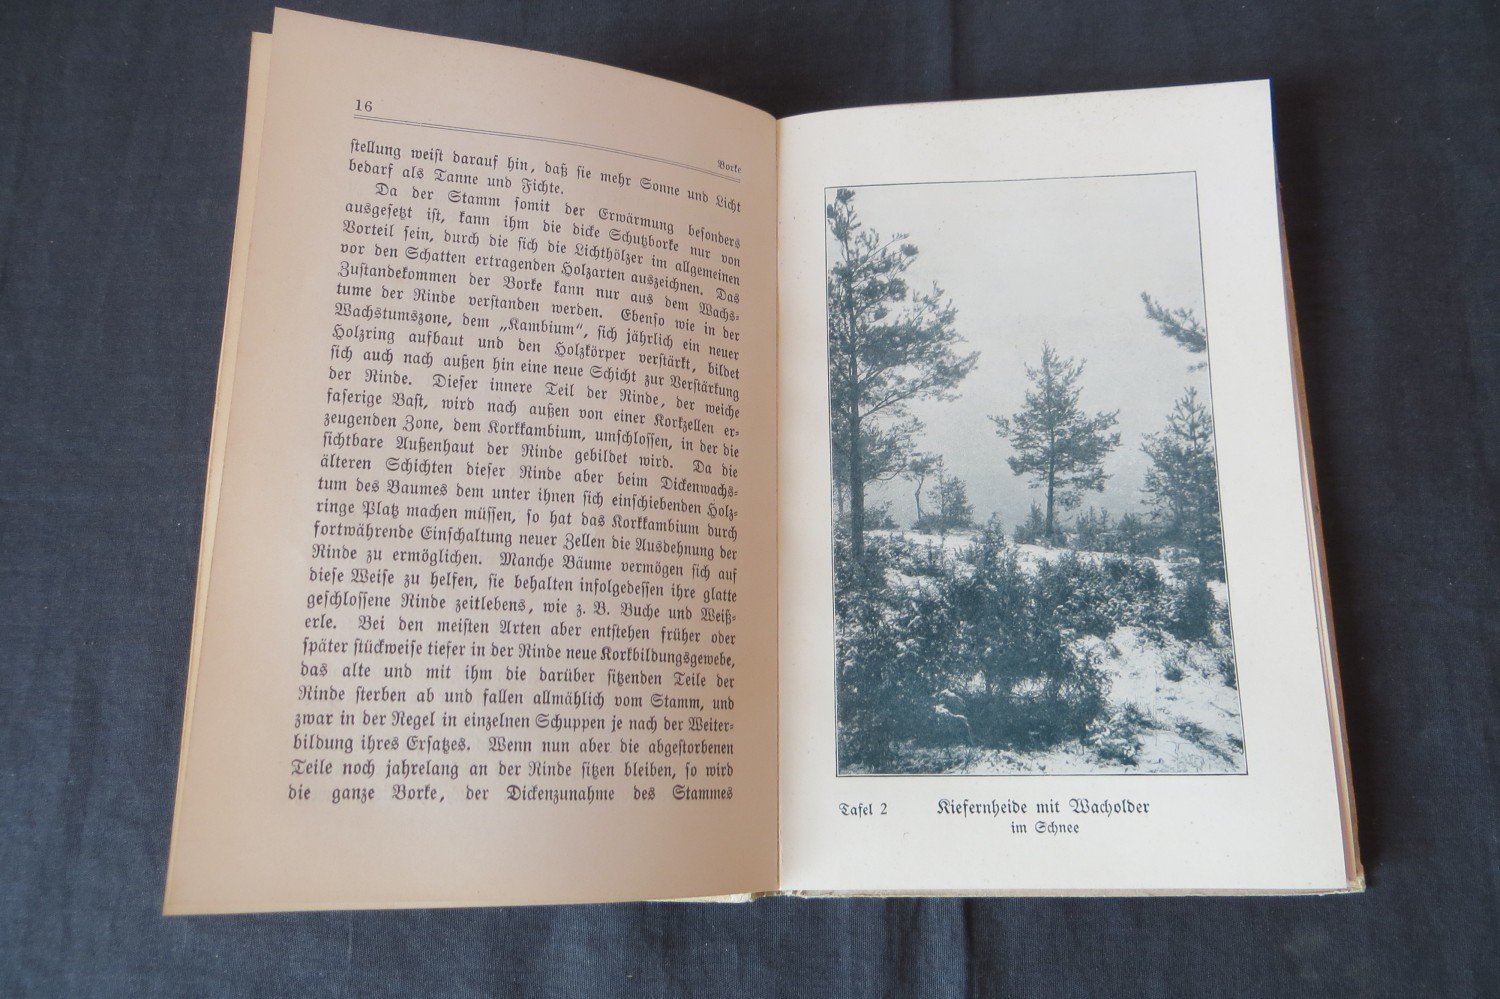 16
Borke
stellung weist darauf hin, daß sie mehr Sonne und Licht
bedarf als Tanne und Fichte.
Da der Stamm somit der Erwärmung besonders
ausgesetzt ist, kann ihm die dicke Schutzborke nur von
Vorteil sein, durch die sich die Lichthölzer im allgemeinen
vor den Schatten ertragenden Holzarten auszeichnen. Das
Zustandekommen der Borke kann nur aus dem Wachs-
tume der Rinde verstanden werden. Ebenso wie in der
Wachstumszone, dem „Kambium“, sich jährlich ein neuer
Holzring aufbaut und den Holzkörper verstärkt, bildet
sich auch nach außen hin eine neue Schicht zur Verstärkung
der Rinde. Dieser innere Teil der Rinde, der weiche
faserige Bast, wird nach außen von einer Korkzellen er-
zeugenden Zone, dem Korkkambium, umschlossen, in der die
sichtbare Außenhaut der Rinde gebildet wird. Da die
älteren Schichten dieser Rinde aber beim Dickenwachs-
tum des Baumes dem unter ihnen sich einschiebenden Holz-
ringe Platz machen müssen, so hat das Korkkambium durch
fortwährende Einschaltung neuer Zellen die Ausdehnung der
Rinde zu ermöglichen. Manche Bäume vermögen sich auf
diese Weise zu helfen, sie behalten infolgedessen ihre glatte
geschlossene Rinde zeitlebens, wie z. B. Buche und Weiß-
erle. Bei den meisten Arten aber entstehen früher oder
später stückweise tiefer in der Rinde neue Korkbildungsgewebe,
das alte und mit ihm die darüber sitzenden Teile der
Rinde sterben ab und fallen allmählich vom Stamm, und
zwar in der Regel in einzelnen Schuppen je nach der Weiter-
bildung ihres Ersatzes. Wenn nun aber die abgestorbenen
Teile noch jahrelang an der Rinde sitzen bleiben, so wird
die ganze Borke, der Dickenzunahme des Stammes
Tafel 2 Kiefernheide mit Wacholder
im Schnee